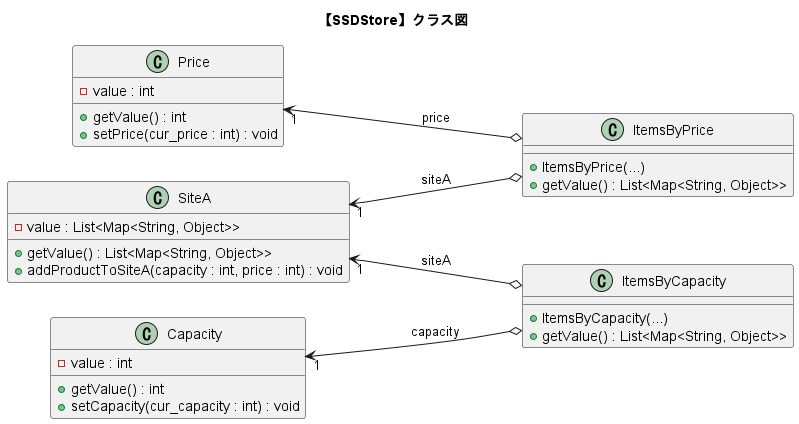 【SSDStore】クラス図
C Price
value : int
getValue() : int
setPrice(cur_price : int) : void
C SiteA
value : List<Map<String, Object>>
getValue() : List<Map<String, Object>>
addProductToSiteA(capacity : int, price : int) : void
C Capacity
value : int
getValue() : int
setCapacity(cur_capacity : int) : void
price
1
siteA
1
siteA
1
capacity
1
C ItemsByPrice
ItemsByPrice(...)
getValue() : List<Map<String, Object>>
C ItemsByCapacity
ItemsByCapacity(...)
getValue() : List<Map<String, Object>>